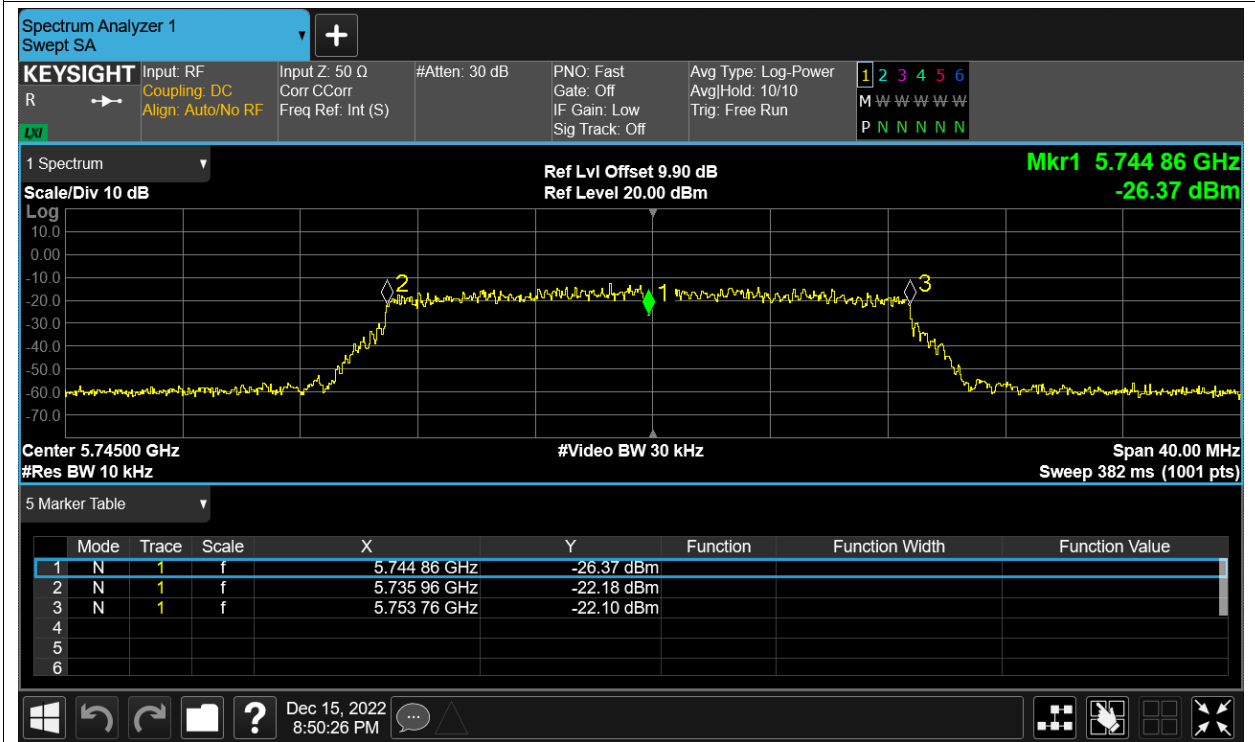 Spectrum Analyzer 1
Swept SA
KEYSIGHT
R
LXI
Input: RF
Coupling: DC
Align: Auto/No RF
Input Z: 50 Ω
Corr CCorr
Freq Ref: Int (S)
#Atten: 30 dB
PNO: Fast
Gate: Off
IF Gain: Low
Sig Track: Off
Avg Type: Log-Power
Avg|Hold: 10/10
Trig: Free Run
1 2 3 4 5 6
M W W W W W
P N N N N N
1 Spectrum
Scale/Div 10 dB
Ref Lvl Offset 9.90 dB
Ref Level 20.00 dBm
Mkr1 5.744 86 GHz
-26.37 dBm
Log
10.0
0.00
-10.0
-20.0
-30.0
-40.0
-50.0
-60.0
-70.0
2
1
3
Center 5.74500 GHz
#Res BW 10 kHz
#Video BW 30 kHz
Span 40.00 MHz
Sweep 382 ms (1001 pts)
5 Marker Table
Mode Trace Scale X Y Function Function Width Function Value
1 N 1 f 5.744 86 GHz -26.37 dBm
2 N 1 f 5.735 96 GHz -22.18 dBm
3 N 1 f 5.753 76 GHz -22.10 dBm
4
5
6
?
Dec 15, 2022
8:50:26 PM